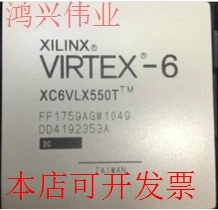 鸿兴伟业
XILINX®
VIRTEX®-6
XC6VLX550T™
FF1759AGW1049
DD4192353A
2C
TAIWAN
本店可开发票